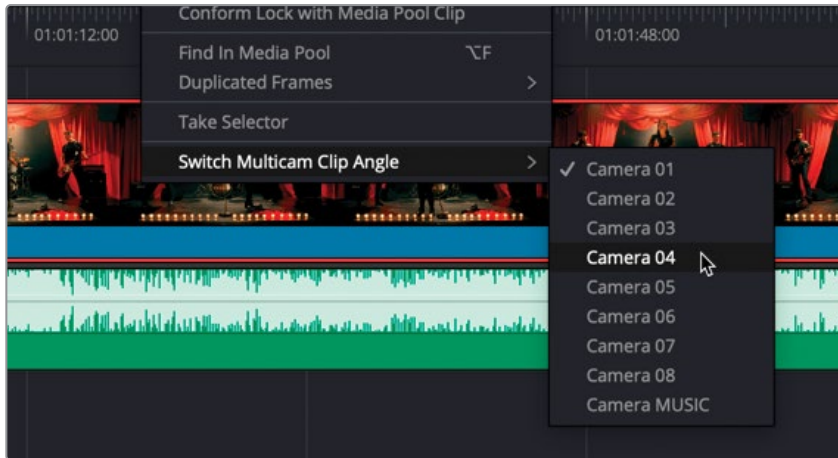 Conform Lock with Media Pool Clip
01:01:12:00
01:01:48:00
Find In Media Pool ⌥F
Duplicated Frames >
Take Selector
Switch Multicam Clip Angle >
✓ Camera 01
Camera 02
Camera 03
Camera 04
Camera 05
Camera 06
Camera 07
Camera 08
Camera MUSIC